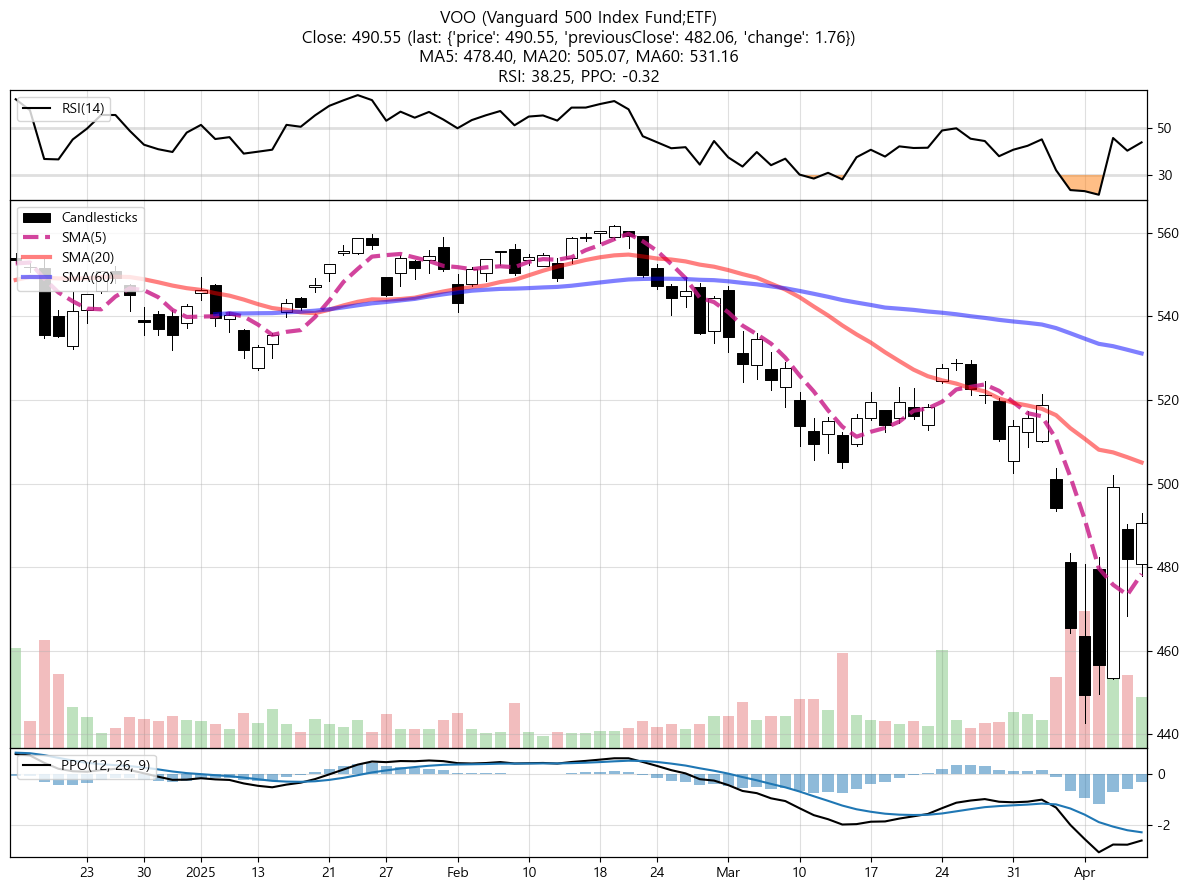 VOO (Vanguard 500 Index Fund;ETF)
Close: 490.55 (last: {'price': 490.55, 'previousClose': 482.06, 'change': 1.76})
MA5: 478.40, MA20: 505.07, MA60: 531.16
RSI: 38.25, PPO: -0.32
RSI(14)
50
30
Candlesticks
SMA(5)
SMA(20)
SMA(60)
560
540
520
500
480
460
440
PPO(12, 26, 9)
0
-2
23 30 2025 13 21 27 Feb 10 18 24 Mar 10 17 24 31 Apr